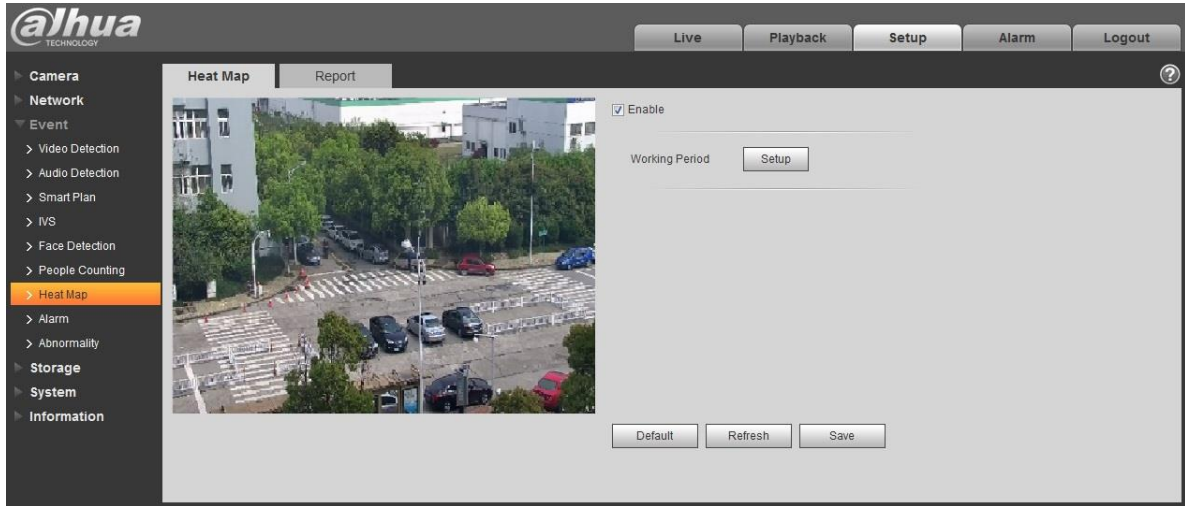 alhua
TECHNOLOGY
Live Playback Setup Alarm Logout
Camera
Network
Event
Video Detection
Audio Detection
Smart Plan
IVS
Face Detection
People Counting
Heat Map
Alarm
Abnormality
Storage
System
Information
Heat Map Report ?
Enable
Working Period Setup
Default Refresh Save